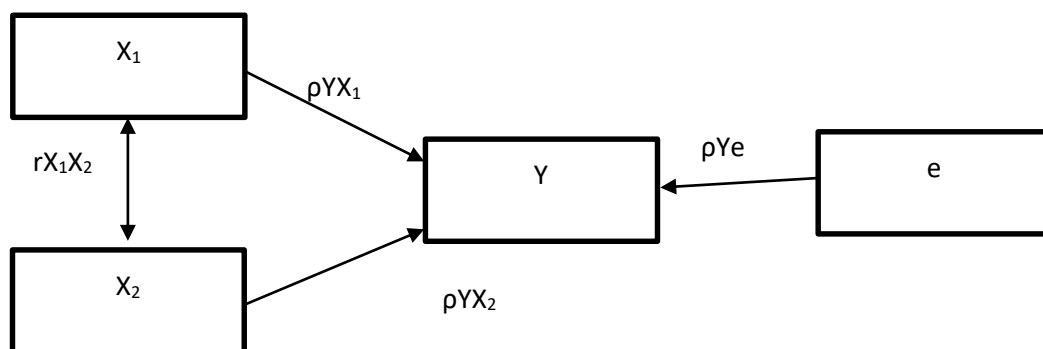 X₁
ρYX₁
rX₁X₂
ρYe
Y
e
X₂
ρYX₂